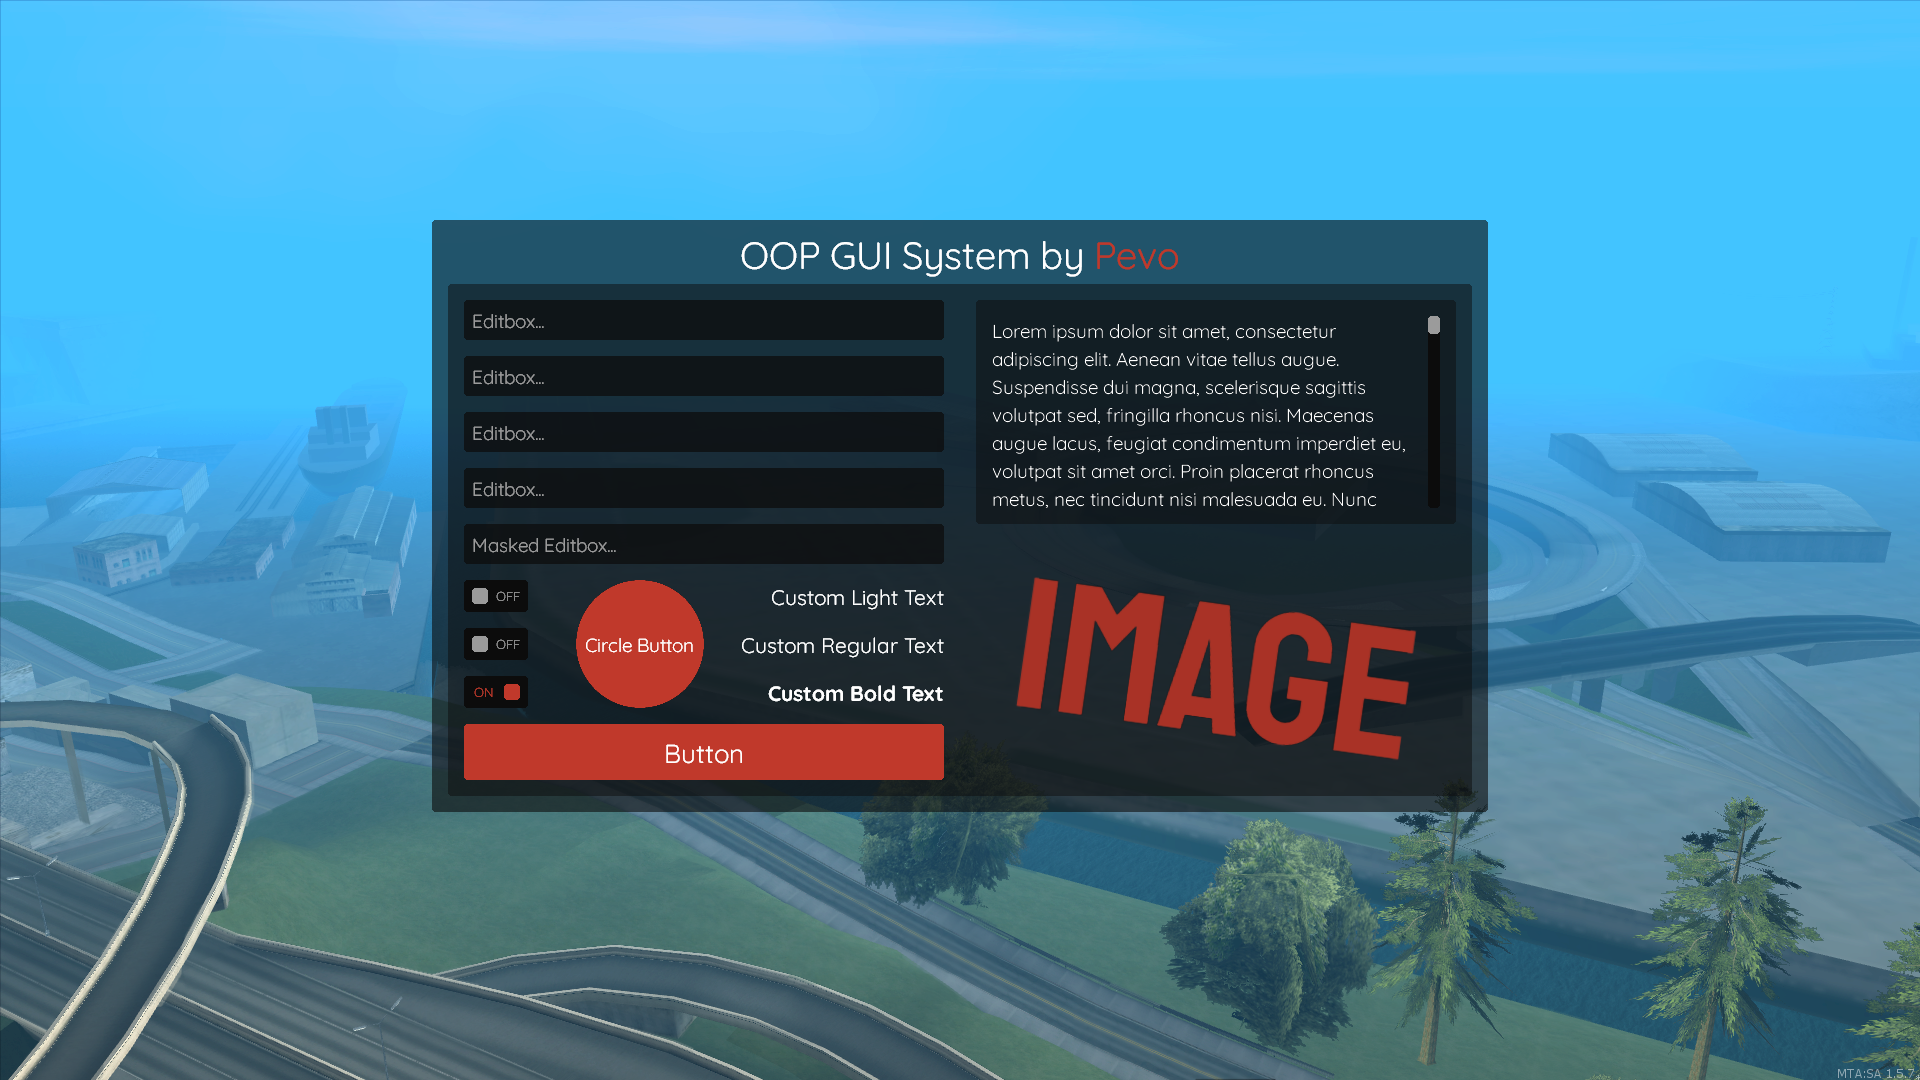 OOP GUI System by Pevo
Editbox...
Editbox...
Editbox...
Editbox...
Masked Editbox...
OFF
OFF
ON
Circle Button
Custom Light Text
Custom Regular Text
Custom Bold Text
Button
Lorem ipsum dolor sit amet, consectetur
adipiscing elit. Aenean vitae tellus augue.
Suspendisse dui magna, scelerisque sagittis
volutpat sed, fringilla rhoncus nisi. Maecenas
augue lacus, feugiat condimentum imperdiet eu,
volutpat sit amet orci. Proin placerat rhoncus
metus, nec tincidunt nisi malesuada eu. Nunc
IMAGE
MTA:SA 1.5.7